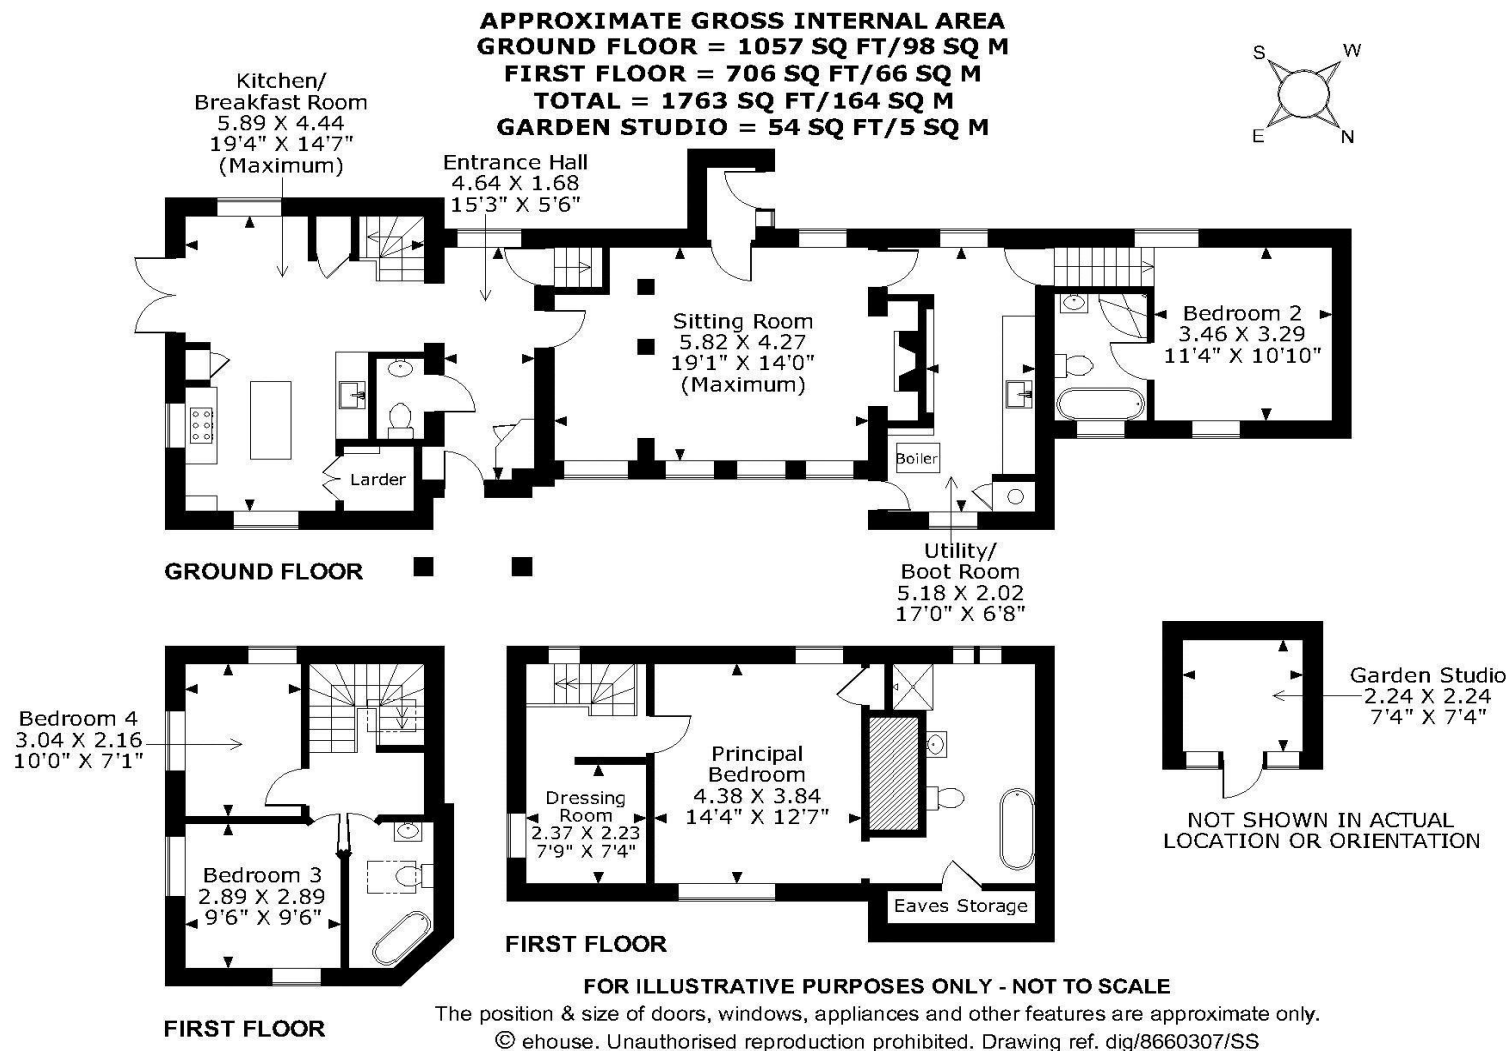 APPROXIMATE GROSS INTERNAL AREA
GROUND FLOOR = 1057 SQ FT/98 SQ M
FIRST FLOOR = 706 SQ FT/66 SQ M
TOTAL = 1763 SQ FT/164 SQ M
GARDEN STUDIO = 54 SQ FT/5 SQ M
S
W
E
N
Kitchen/
Breakfast Room
5.89 X 4.44
19'4" X 14'7"
(Maximum)
Entrance Hall
4.64 X 1.68
15'3" X 5'6"
Sitting Room
5.82 X 4.27
19'1" X 14'0"
(Maximum)
Bedroom 2
3.46 X 3.29
11'4" X 10'10"
Boiler
Larder
Utility/
Boot Room
5.18 X 2.02
17'0" X 6'8"
GROUND FLOOR
Bedroom 4
3.04 X 2.16
10'0" X 7'1"
Bedroom 3
2.89 X 2.89
9'6" X 9'6"
FIRST FLOOR
Principal
Bedroom
4.38 X 3.84
14'4" X 12'7"
Dressing
Room
2.37 X 2.23
7'9" X 7'4"
Eaves Storage
FIRST FLOOR
Garden Studio
2.24 X 2.24
7'4" X 7'4"
NOT SHOWN IN ACTUAL
LOCATION OR ORIENTATION
FOR ILLUSTRATIVE PURPOSES ONLY - NOT TO SCALE
The position & size of doors, windows, appliances and other features are approximate only.
© ehouse. Unauthorised reproduction prohibited. Drawing ref. dig/8660307/SS